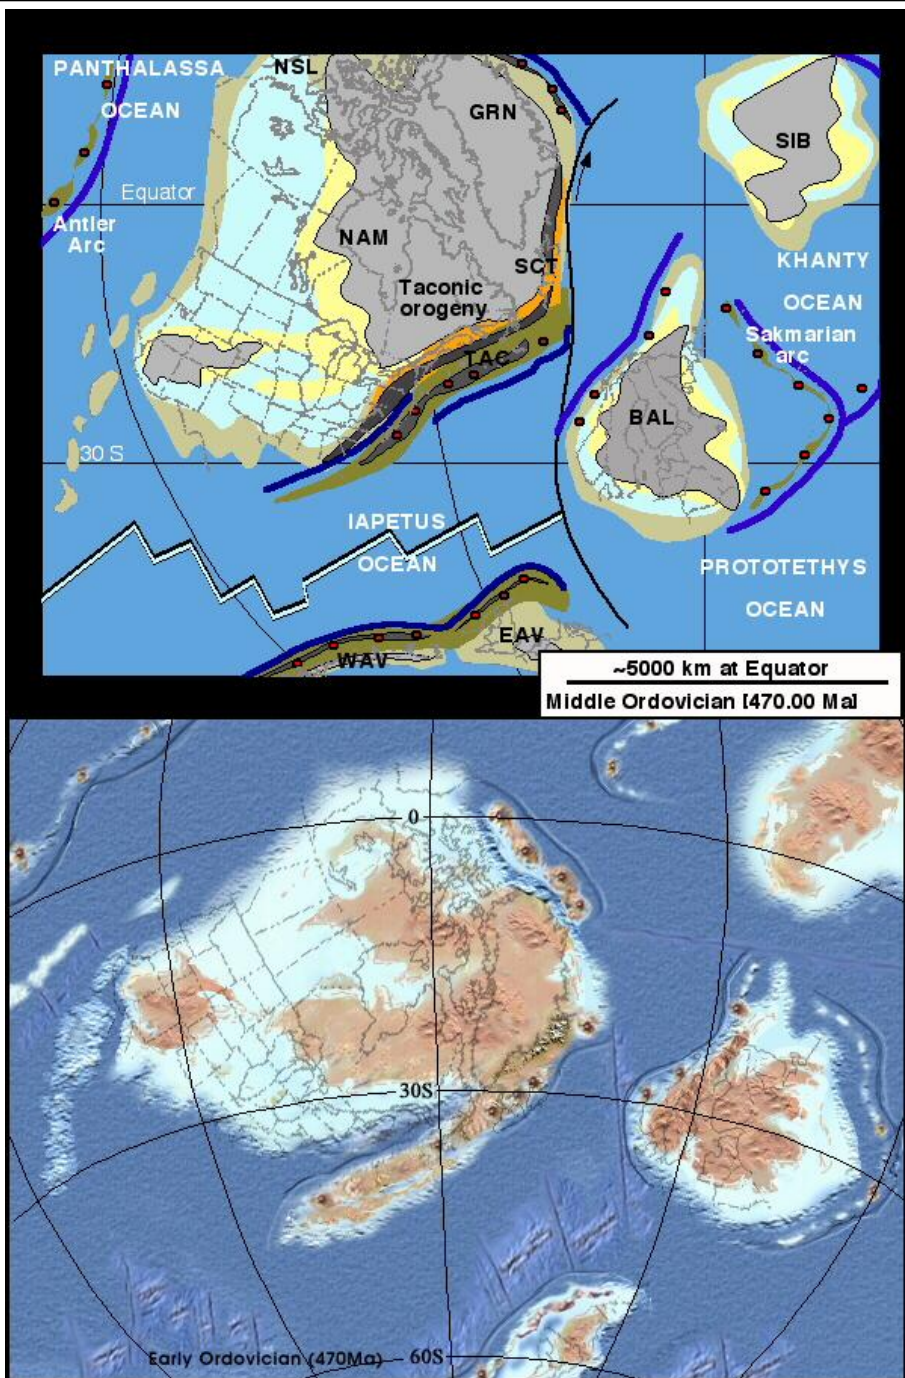 PANTHALASSA
OCEAN
NSL
GRN
SIB
Equator
Antler
Arc
NAM
SCT
KHANTY
OCEAN
Taconic
orogeny
Sakmarian
arc
TAC
BAL
30 S
IAPETUS
OCEAN
PROTOTETHYS
OCEAN
EAV
WAV
~5000 km at Equator
Middle Ordovician [470.00 Ma]
0
30S
60S
Early Ordovician (470Ma)